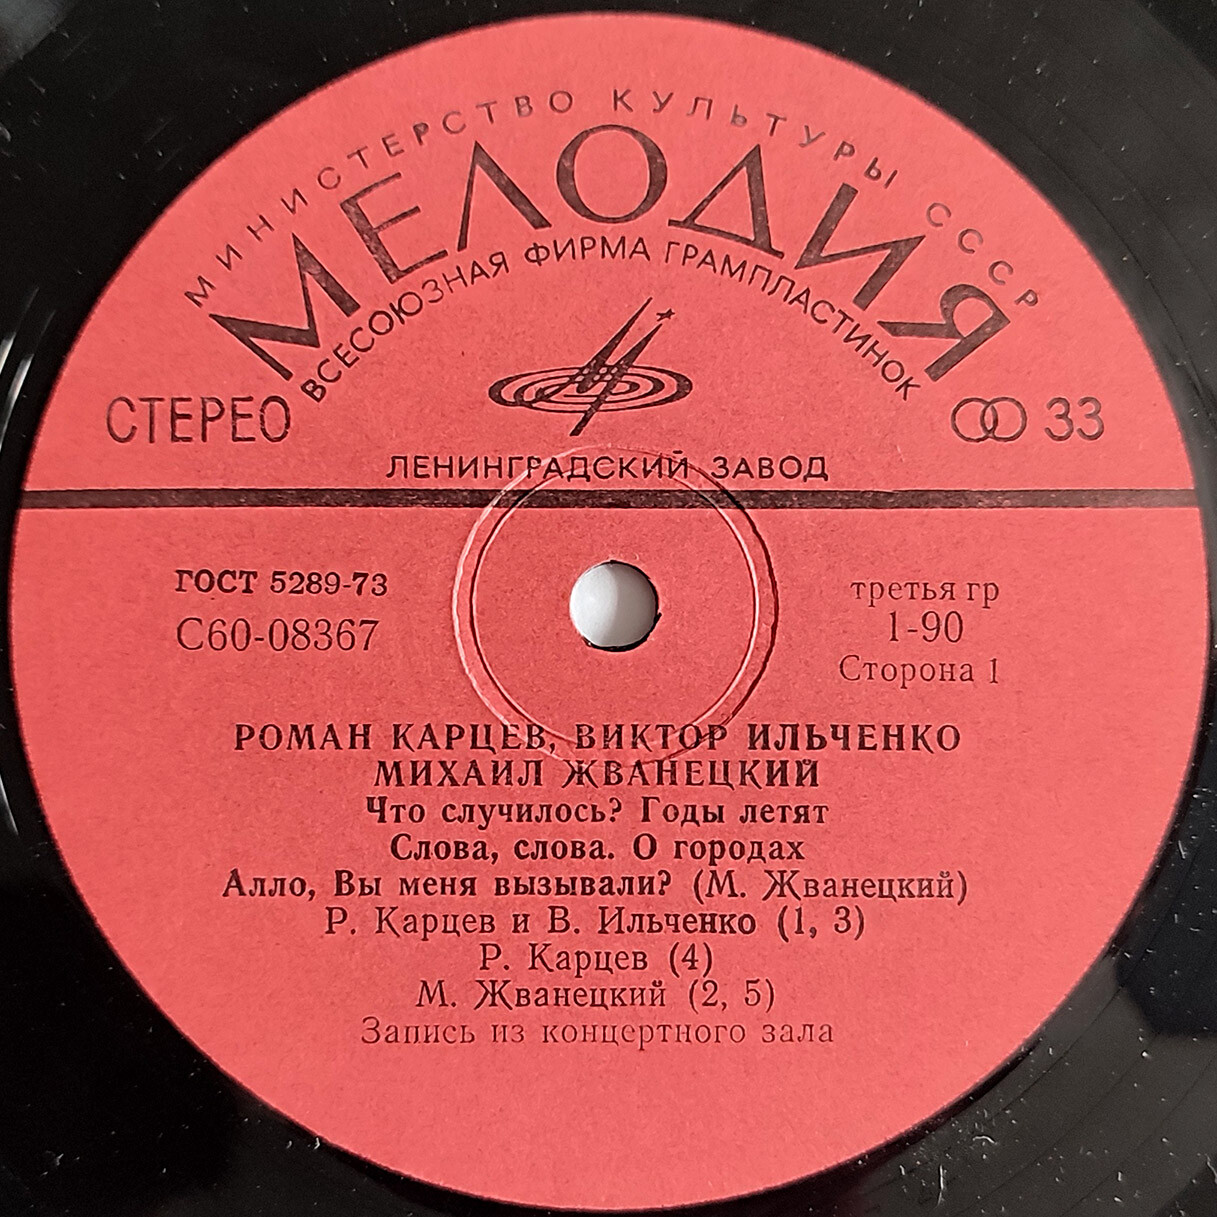 МИНИСТЕРСТВО КУЛЬТУРЫ СССР
МЕЛОДИЯ
ВСЕСОЮЗНАЯ ФИРМА ГРАМПЛАСТИНОК
СТЕРЕО
33
ЛЕНИНГРАДСКИЙ ЗАВОД
ГОСТ 5289-73
С60-08367
третья гр
1-90
Сторона 1
РОМАН КАРЦЕВ, ВИКТОР ИЛЬЧЕНКО
МИХАИЛ ЖВАНЕЦКИЙ
Что случилось? Годы летят
Слова, слова. О городах
Алло, Вы меня вызывали? (М. Жванецкий)
Р. Карцев и В. Ильченко (1, 3)
Р. Карцев (4)
М. Жванецкий (2, 5)
Запись из концертного зала